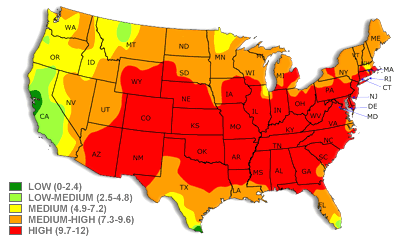 WA
MT
ND
MN
ME
OR
ID
SD
WI
MI
NY
MA
RI
CT
WY
IA
PA
NJ
NV
UT
NE
IL
IN
OH
DE
MD
CA
CO
KS
MO
WV
VA
KY
AZ
NM
OK
AR
TN
NC
SC
MS
AL
GA
TX
LA
FL
LOW (0-2.4)
LOW-MEDIUM (2.5-4.8)
MEDIUM (4.9-7.2)
MEDIUM-HIGH (7.3-9.6)
HIGH (9.7-12)